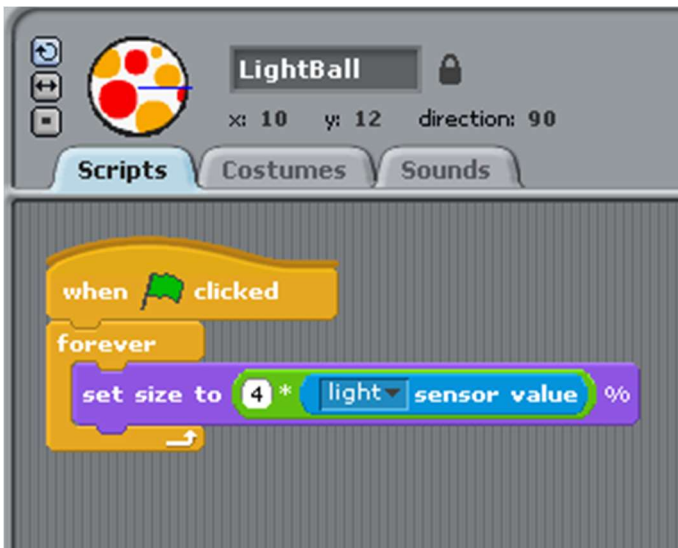 LightBall
x: 10 y: 12 direction: 90
Scripts Costumes Sounds
when clicked
forever
set size to 4 * light sensor value %